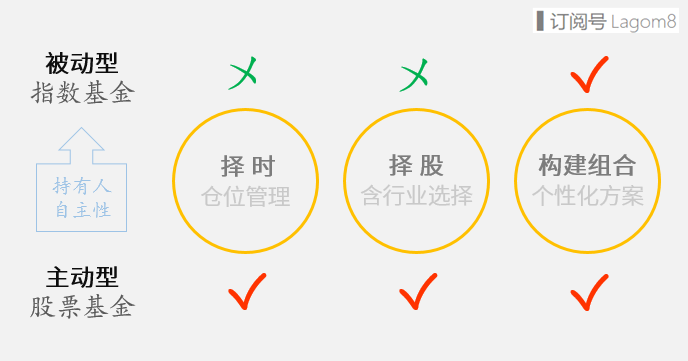 订阅号 Lagom8
被动型
指数基金
择时
仓位管理
择股
含行业选择
构建组合
个性化方案
持有人
自主性
主动型
股票基金